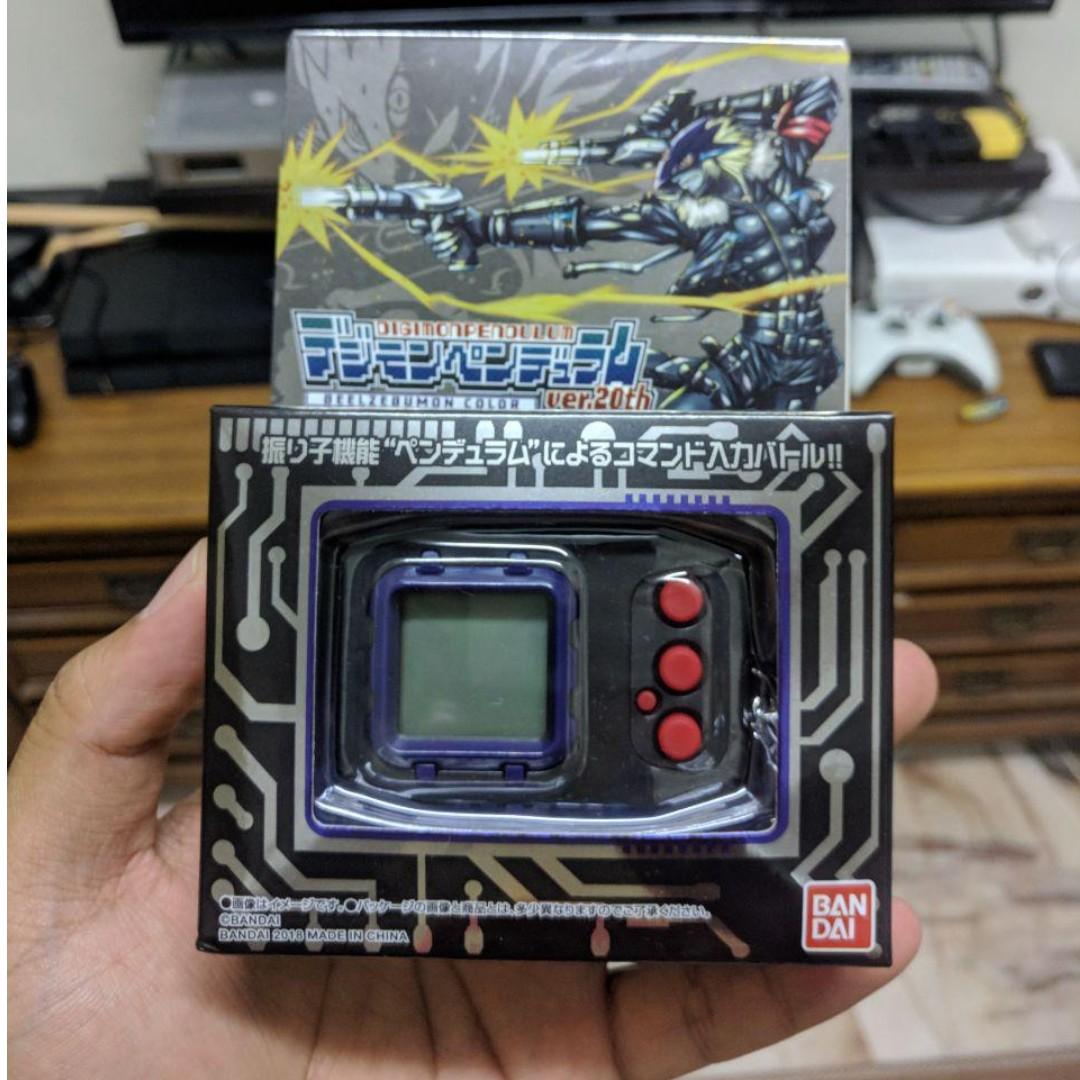 DIGIMONPENDULUM
デジモンペンデュラム
BEELZEBUMON COLOR ver.20th
振り子機能“ペンデュラム”によるコマンド入力バトル!!
●画像はイメージです。●パッケージの画像と商品とは、多少異なりますのでご了承ください。
©BANDAI
BANDAI 2018 MADE IN CHINA
BAN
DAI